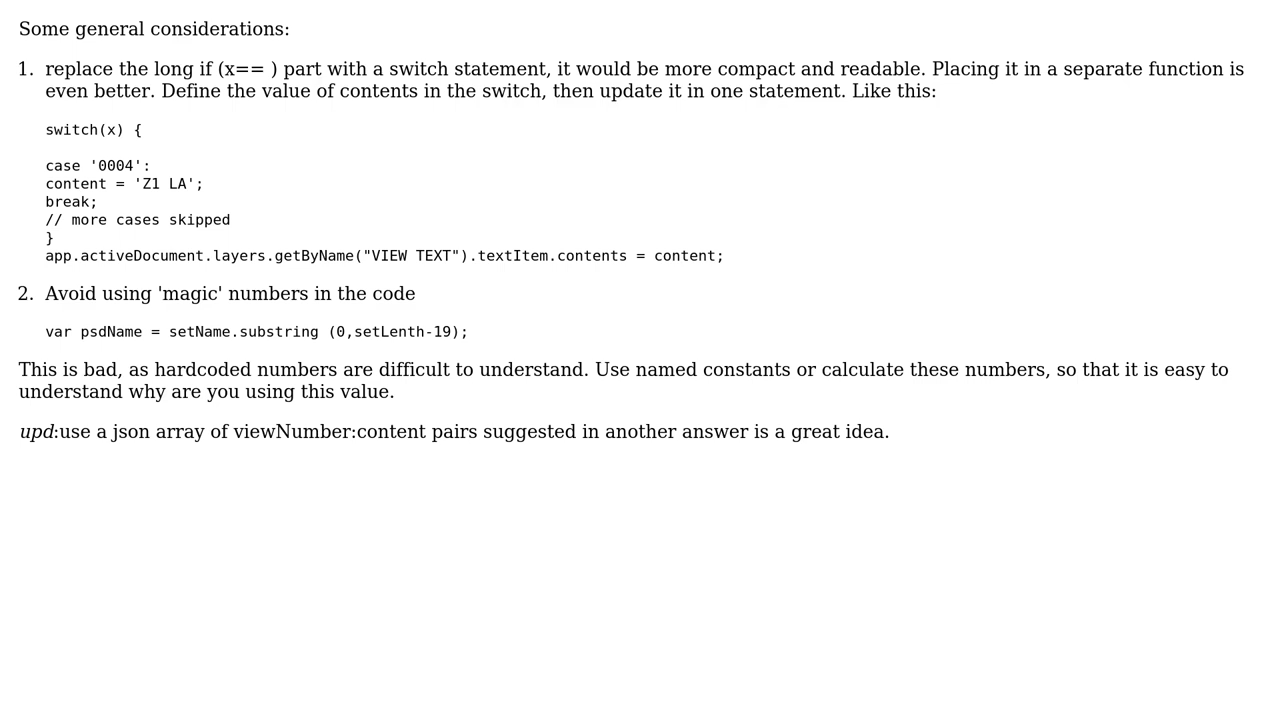 Some general considerations:
1. replace the long if (x== ) part with a switch statement, it would be more compact and readable. Placing it in a separate function is
even better. Define the value of contents in the switch, then update it in one statement. Like this:
switch(x) {
case '0004':
content = 'Z1 LA';
break;
// more cases skipped
}
app.activeDocument.layers.getByName("VIEW TEXT").textItem.contents = content;
2. Avoid using 'magic' numbers in the code
var psdName = setName.substring (0,setLenth-19);
This is bad, as hardcoded numbers are difficult to understand. Use named constants or calculate these numbers, so that it is easy to
understand why are you using this value.
upd:use a json array of viewNumber:content pairs suggested in another answer is a great idea.